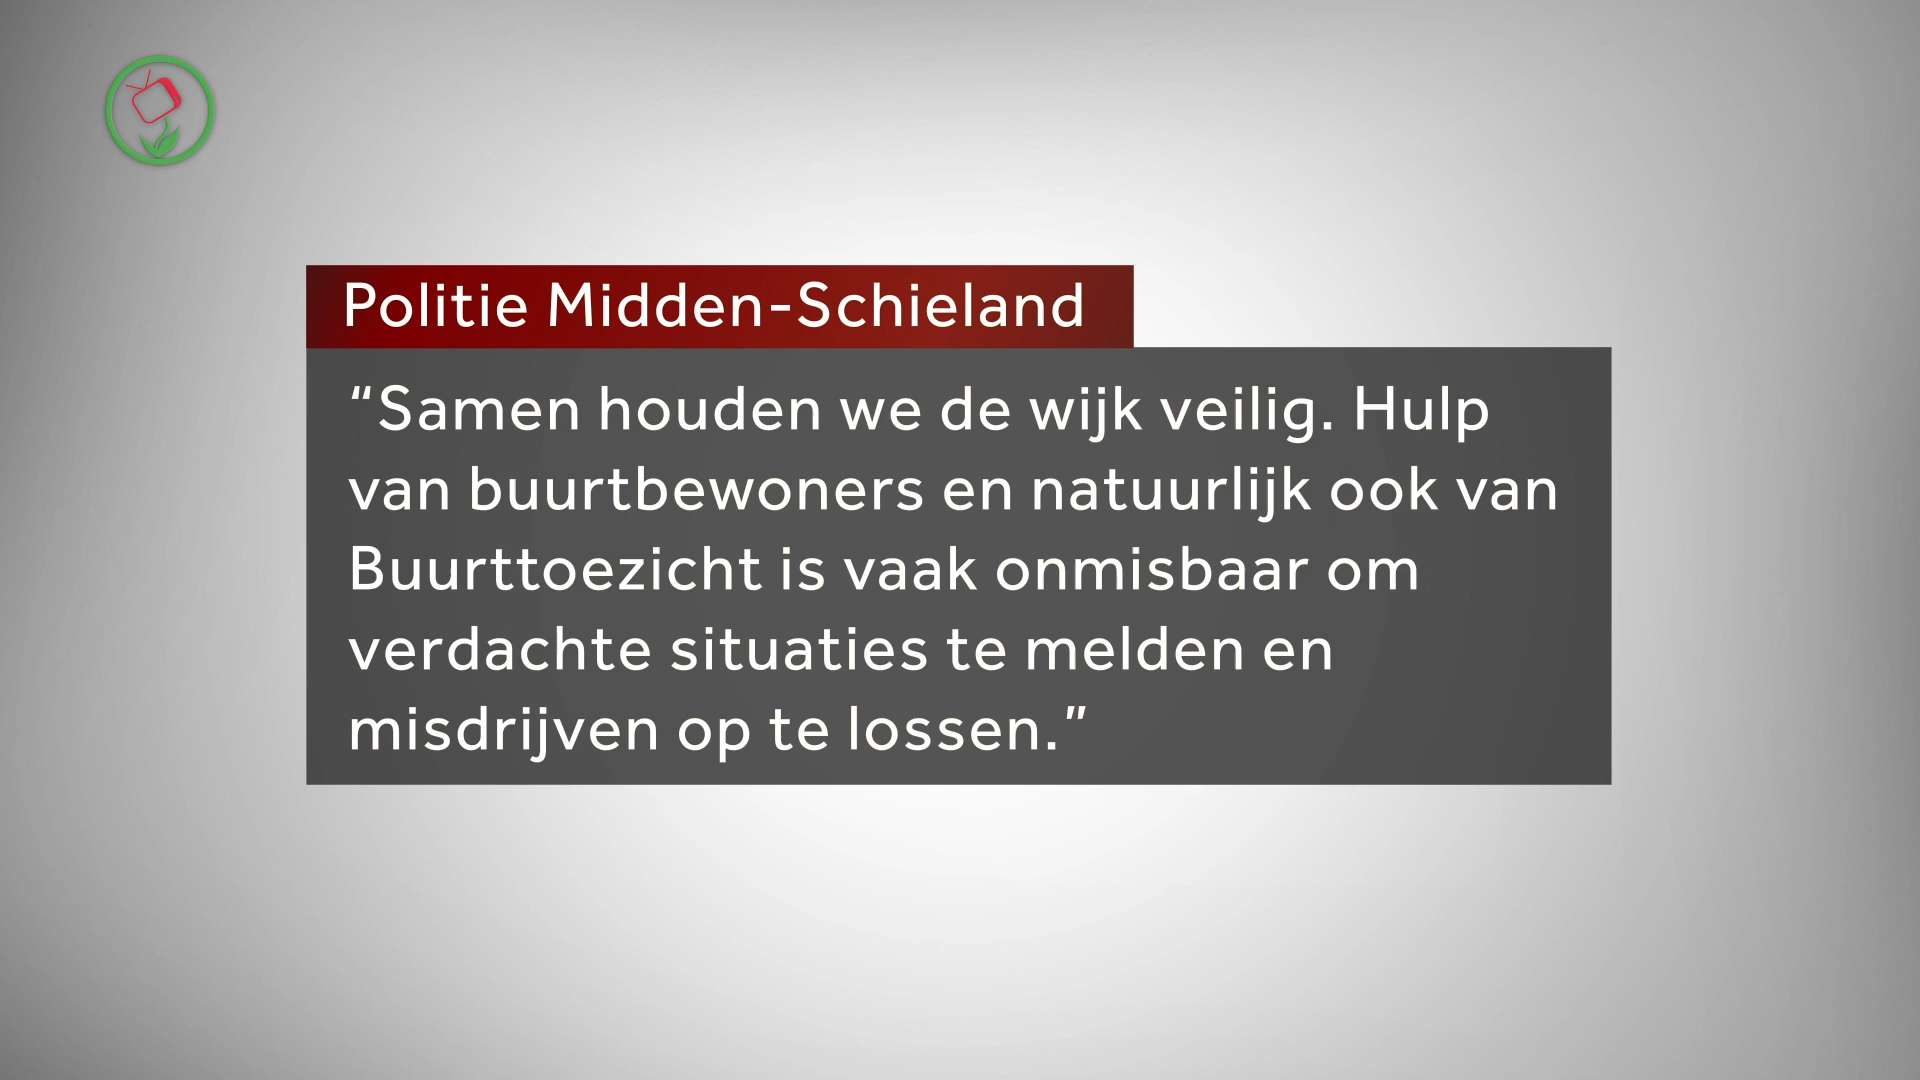 Politie Midden-Schieland
“Samen houden we de wijk veilig. Hulp
van buurtbewoners en natuurlijk ook van
Buurttoezicht is vaak onmisbaar om
verdachte situaties te melden en
misdrijven op te lossen.”